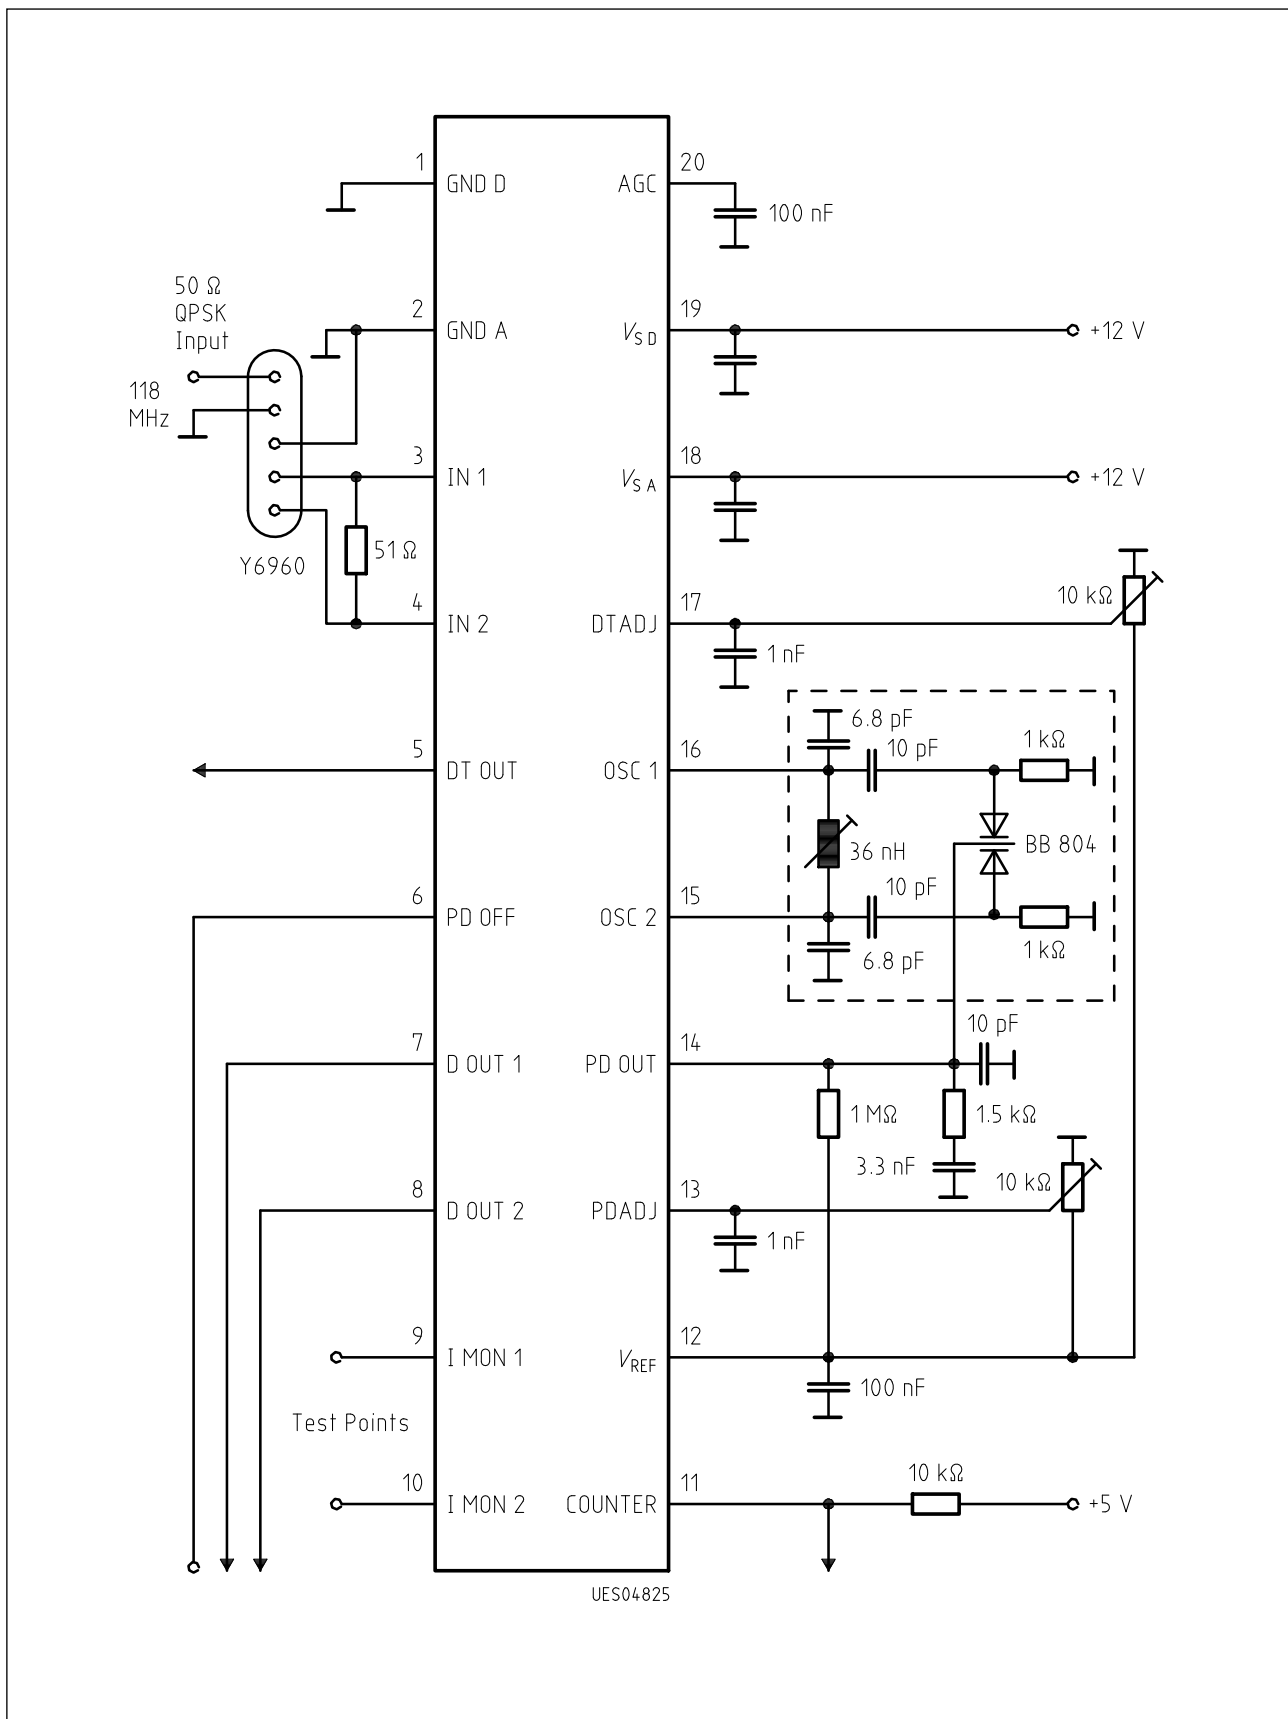 1
GND D
AGC
20
100 nF
50 Ω
QPSK
Input
118
MHz
2
GND A
V S D
19
+12 V
3
IN 1
V S A
18
+12 V
51 Ω
Y6960
4
IN 2
DTADJ
17
10 kΩ
1 nF
5
DT OUT
OSC 1
16
6.8 pF
10 pF
1 kΩ
36 nH
BB 804
6
PD OFF
OSC 2
15
10 pF
6.8 pF
1 kΩ
7
D OUT 1
PD OUT
14
10 pF
1 MΩ
1.5 kΩ
3.3 nF
8
D OUT 2
PDADJ
13
10 kΩ
1 nF
9
I MON 1
V REF
12
100 nF
Test Points
10
I MON 2
COUNTER
11
10 kΩ
+5 V
UES04825